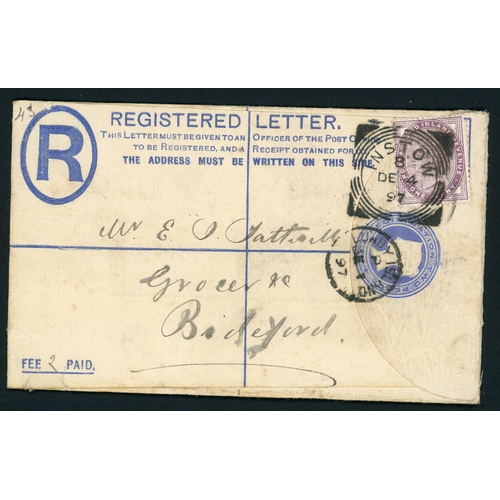 43
R
REGISTERED LETTER.
THIS LETTER MUST BE GIVEN TO AN OFFICER OF THE POST
TO BE REGISTERED, AND A RECEIPT OBTAINED FOR
THE ADDRESS MUST BE WRITTEN ON THIS SIDE
INSTOW
8
DE 4
97
Mr E. S.
Grocer &c
Bideford.
FEE 2 PAID.